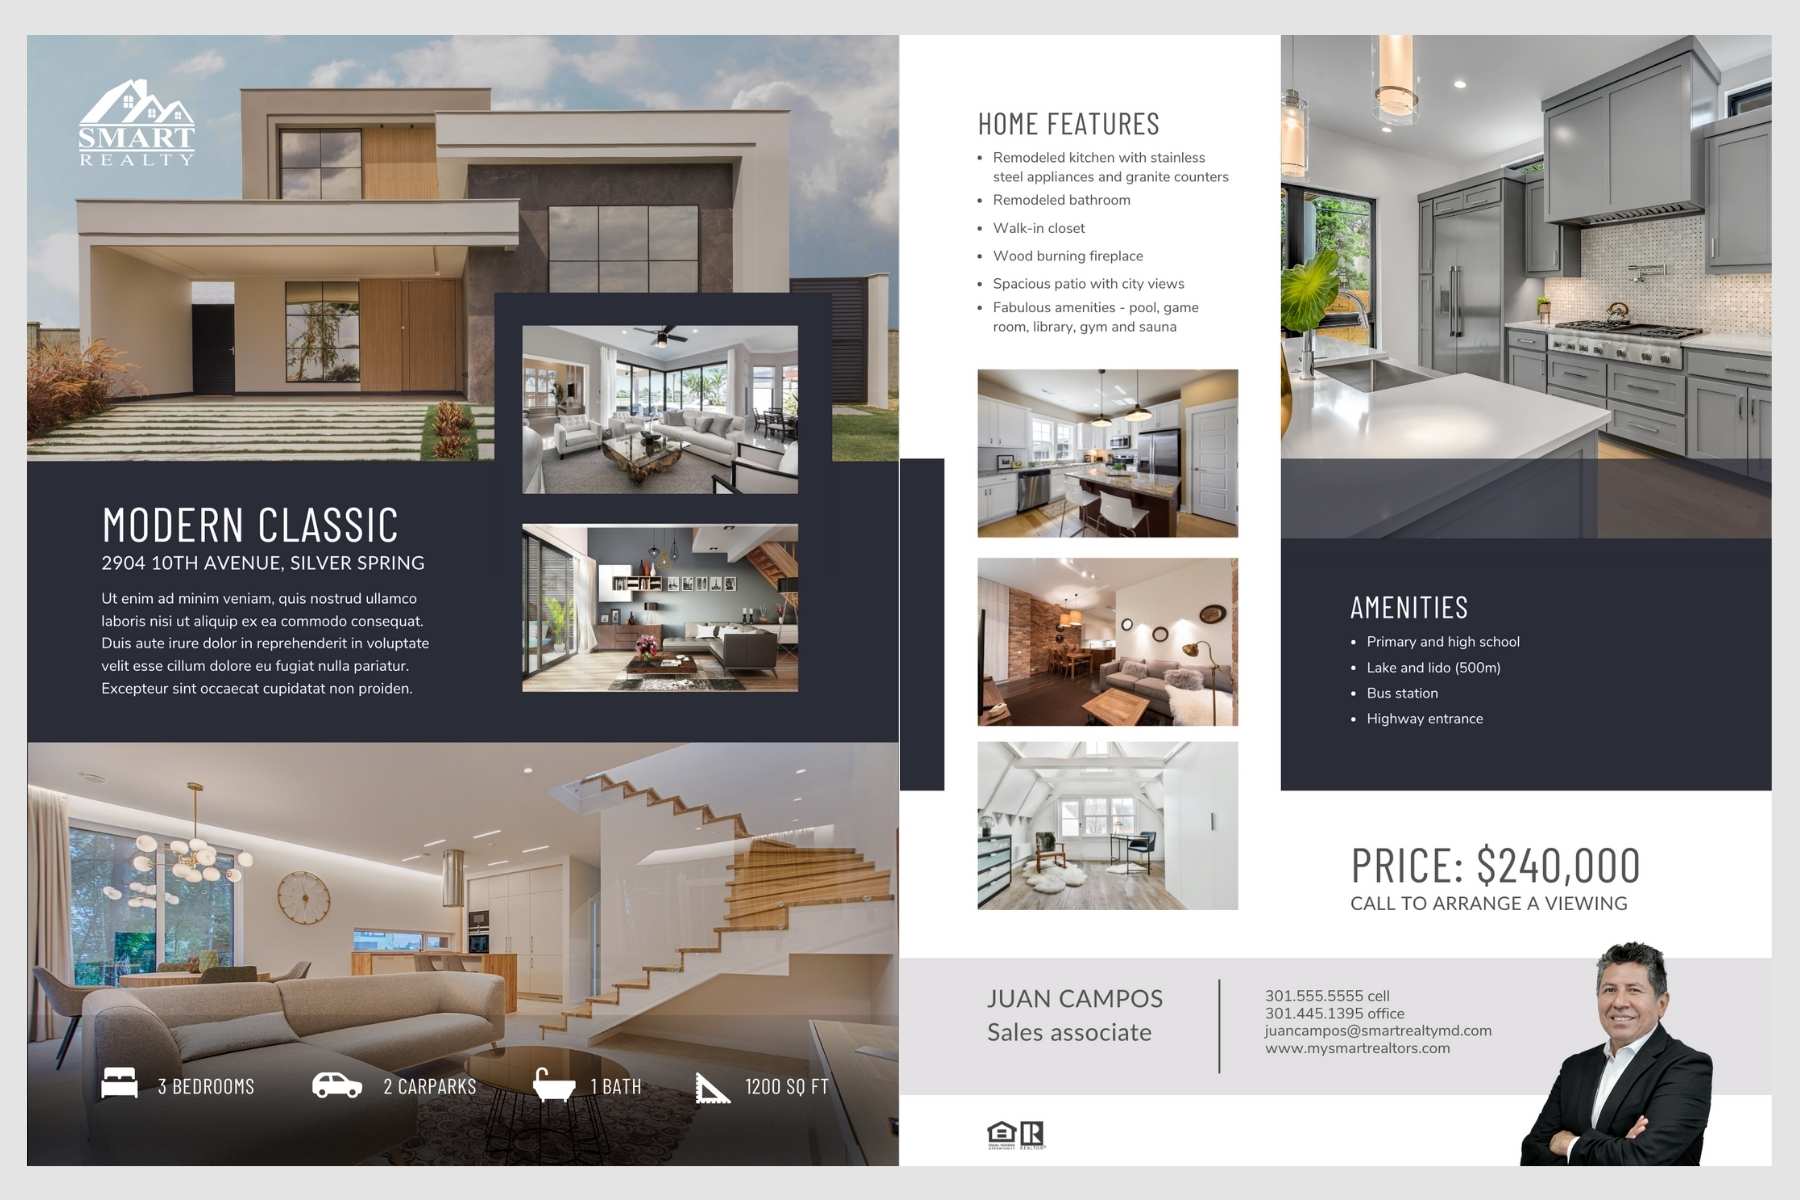 SMART
REALTY
MODERN CLASSIC
2904 10TH AVENUE, SILVER SPRING
Ut enim ad minim veniam, quis nostrud ullamco
laboris nisi ut aliquip ex ea commodo consequat.
Duis aute irure dolor in reprehenderit in voluptate
velit esse cillum dolore eu fugiat nulla pariatur.
Excepteur sint occaecat cupidatat non proiden.
3 BEDROOMS
2 CARPARKS
1 BATH
1200 SQ FT
HOME FEATURES
• Remodeled kitchen with stainless
steel appliances and granite counters
• Remodeled bathroom
• Walk-in closet
• Wood burning fireplace
• Spacious patio with city views
• Fabulous amenities - pool, game
room, library, gym and sauna
AMENITIES
• Primary and high school
• Lake and lido (500m)
• Bus station
• Highway entrance
PRICE: $240,000
CALL TO ARRANGE A VIEWING
JUAN CAMPOS
Sales associate
301.555.5555 cell
301.445.1395 office
juancampos@smartrealtymd.com
www.mysmartrealtors.com
REALTOR